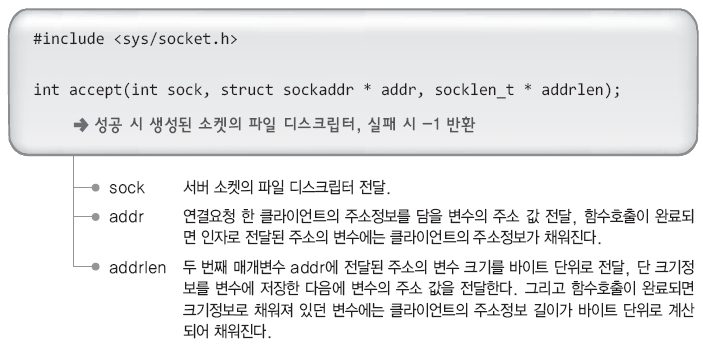 #include <sys/socket.h>
int accept(int sock, struct sockaddr * addr, socklen_t * addrlen);
➔ 성공 시 생성된 소켓의 파일 디스크립터, 실패 시 -1 반환
sock 서버 소켓의 파일 디스크립터 전달.
addr 연결요청 한 클라이언트의 주소정보를 담을 변수의 주소 값 전달, 함수호출이 완료되
면 인자로 전달된 주소의 변수에는 클라이언트의 주소정보가 채워진다.
addrlen 두 번째 매개변수 addr에 전달된 주소의 변수 크기를 바이트 단위로 전달, 단 크기정
보를 변수에 저장한 다음에 변수의 주소 값을 전달한다. 그리고 함수호출이 완료되면
크기정보로 채워져 있던 변수에는 클라이언트의 주소정보 길이가 바이트 단위로 계산
되어 채워진다.